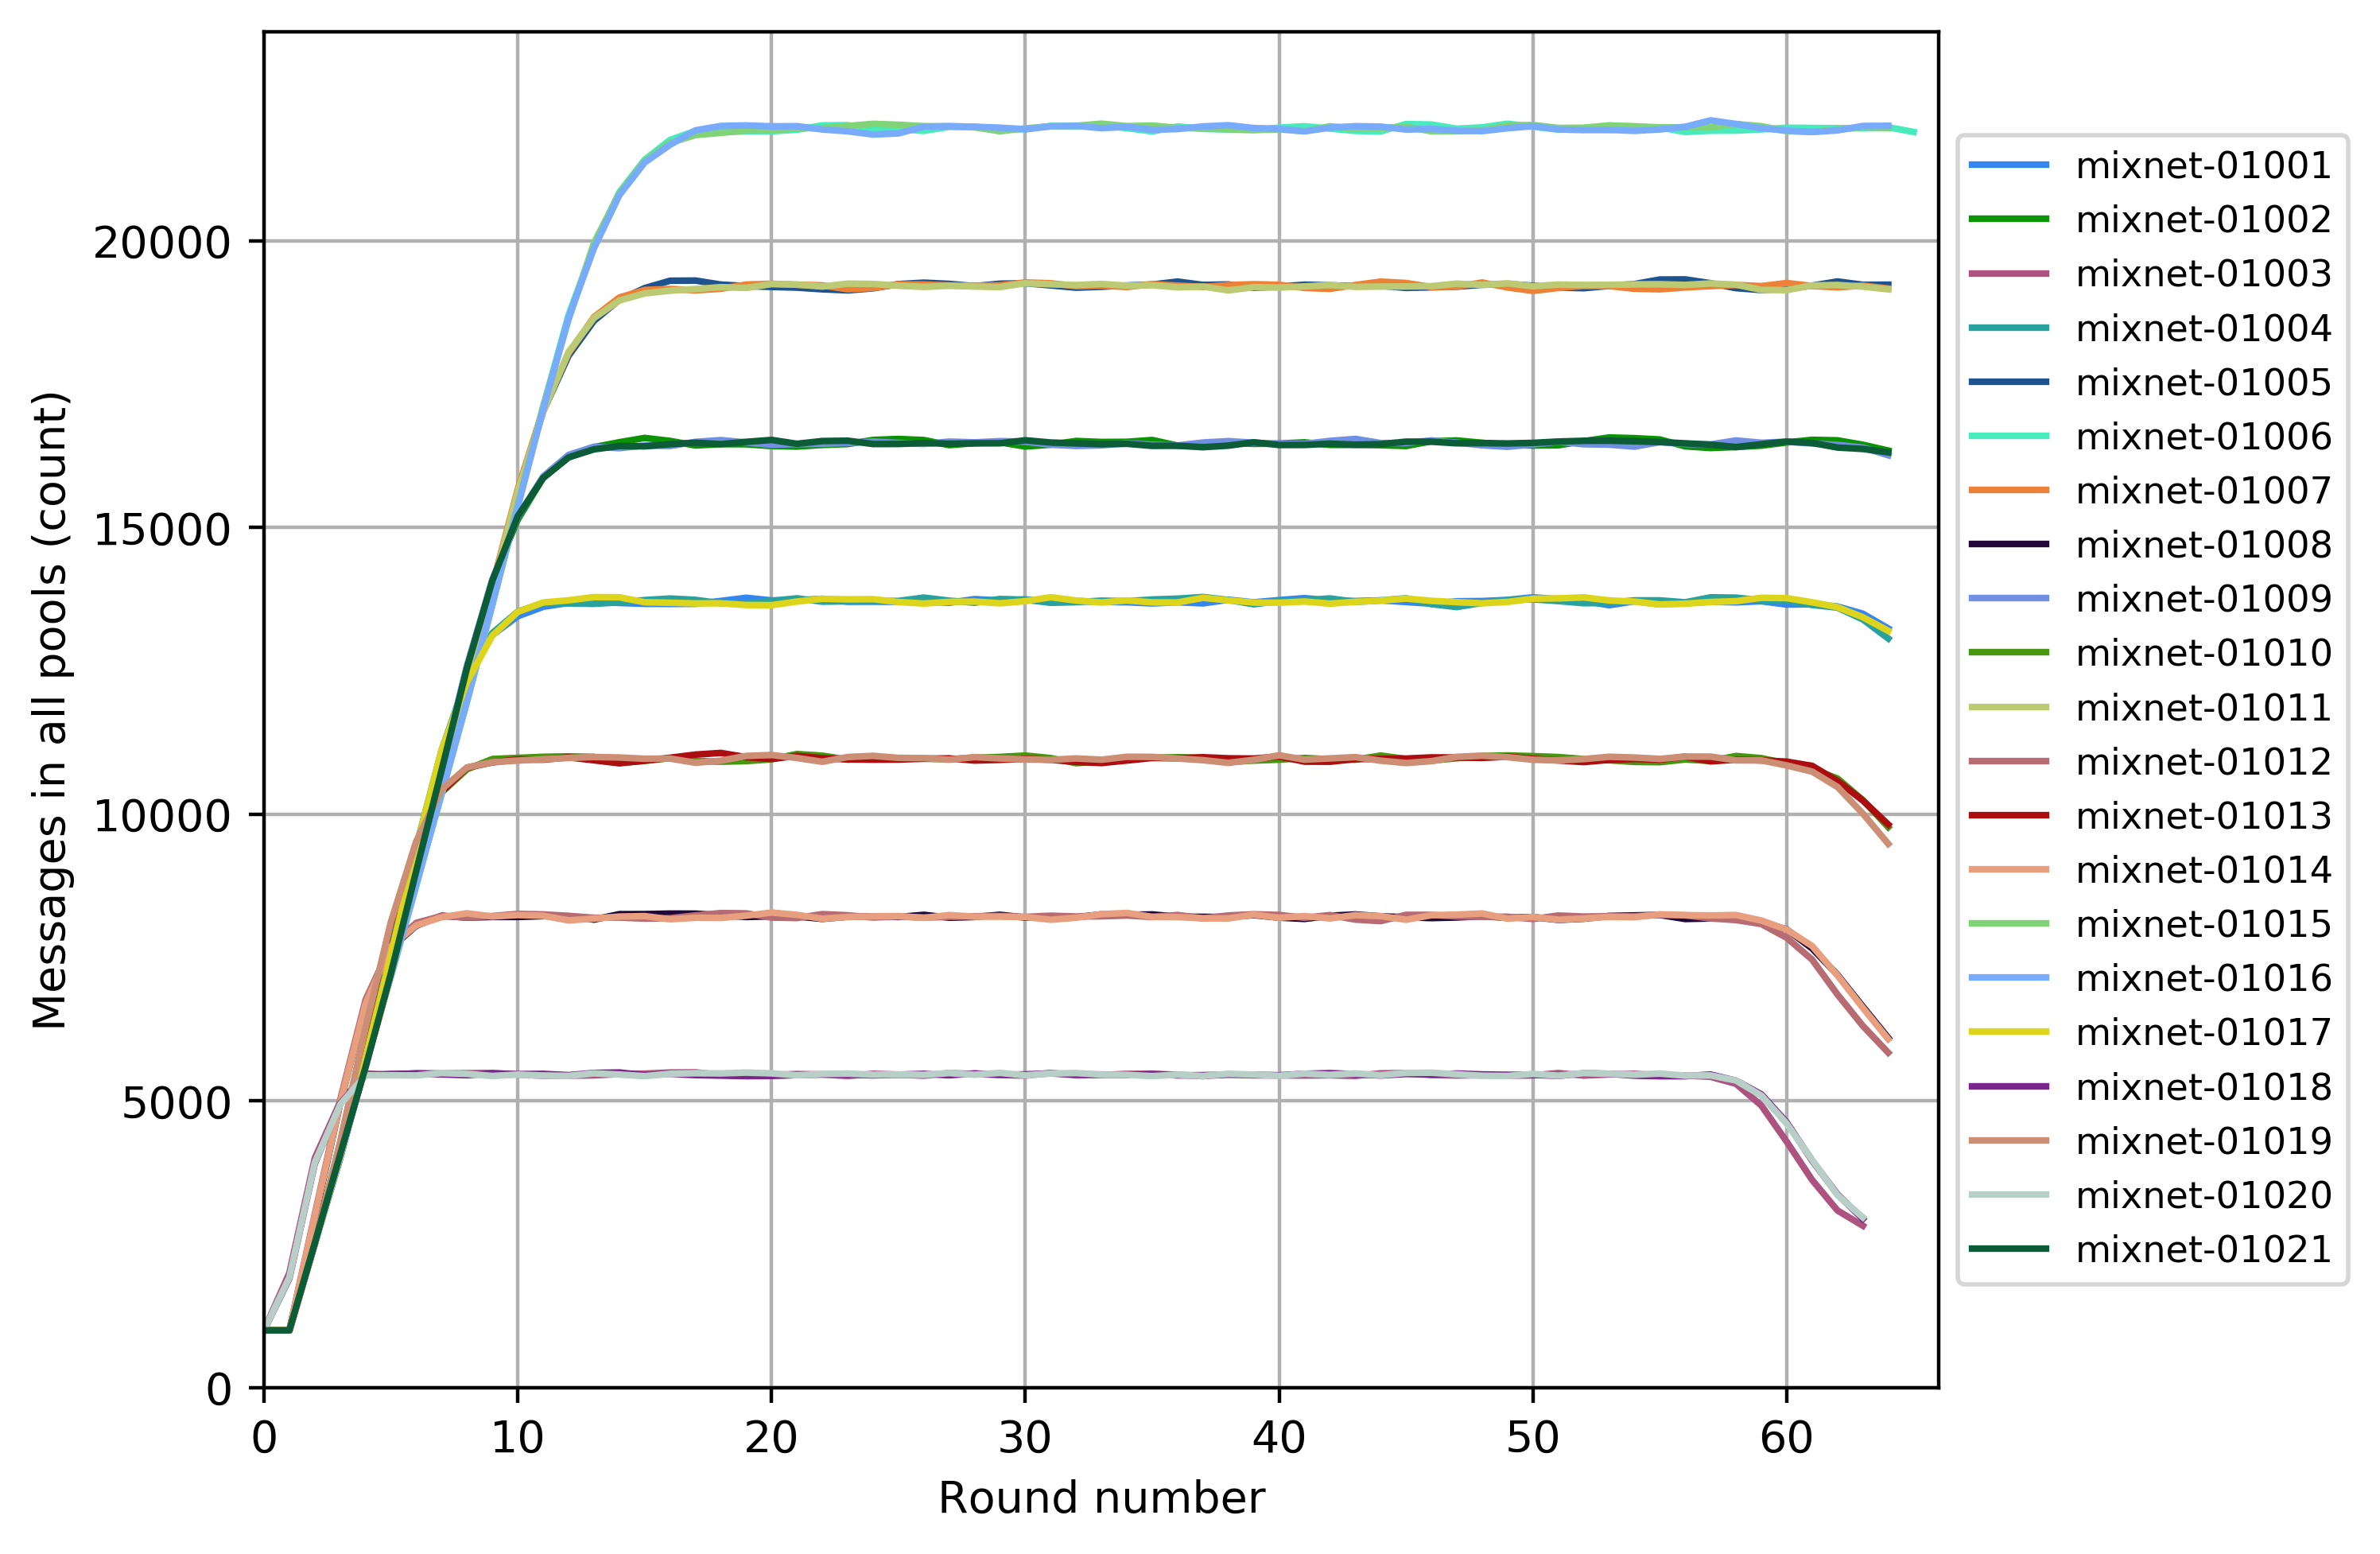 Messages in all pools (count)
20000
15000
10000
5000
0
0 10 20 30 40 50 60
Round number
mixnet-01001
mixnet-01002
mixnet-01003
mixnet-01004
mixnet-01005
mixnet-01006
mixnet-01007
mixnet-01008
mixnet-01009
mixnet-01010
mixnet-01011
mixnet-01012
mixnet-01013
mixnet-01014
mixnet-01015
mixnet-01016
mixnet-01017
mixnet-01018
mixnet-01019
mixnet-01020
mixnet-01021